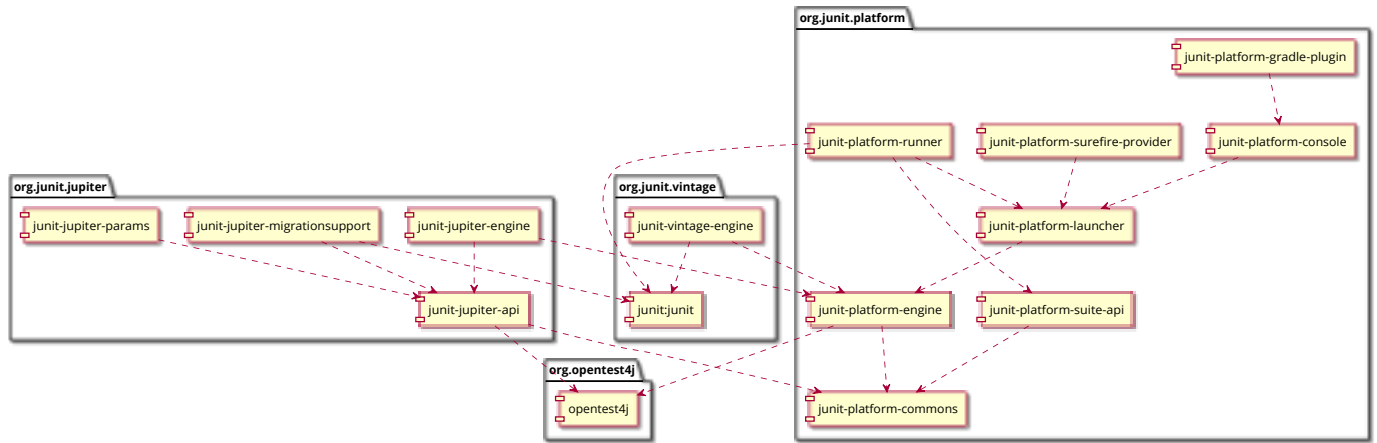 org.junit.platform
junit-platform-gradle-plugin
junit-platform-runner
junit-platform-surefire-provider
junit-platform-console
org.junit.jupiter
org.junit.vintage
junit-jupiter-params
junit-jupiter-migrationsupport
junit-jupiter-engine
junit-vintage-engine
junit-platform-launcher
junit-jupiter-api
junit:junit
junit-platform-engine
junit-platform-suite-api
org.opentest4j
opentest4j
junit-platform-commons